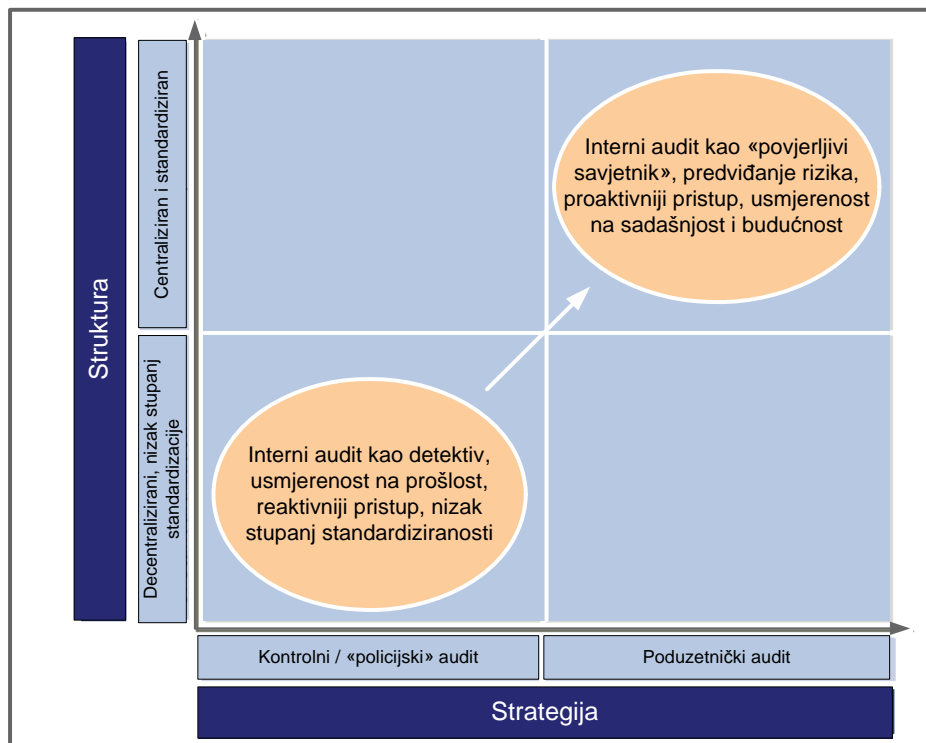 Struktura
Centraliziran i standardiziran
Decentralizirani, nizak stupanj
standardizacije
Interni audit kao «povjerljivi
savjetnik», predviđanje rizika,
proaktivniji pristup, usmjerenost
na sadašnjost i budućnost
Interni audit kao detektiv,
usmjerenost na prošlost,
reaktivniji pristup, nizak
stupanj standardiziranosti
Kontrolni / «policijski» audit
Poduzetnički audit
Strategija